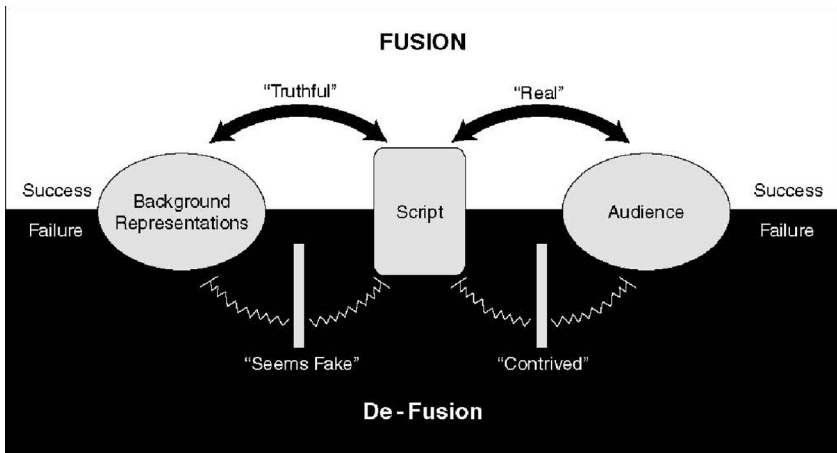 FUSION
“Truthful”
“Real”
Success
Failure
Background
Representations
Script
Audience
Success
Failure
“Seems Fake”
“Contrived”
De - Fusion